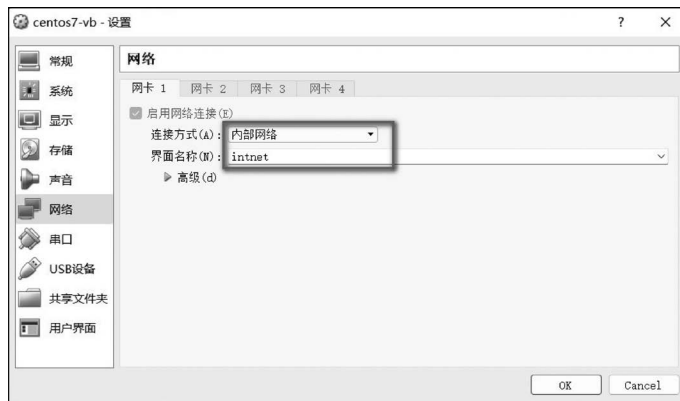 centos7-vb - 设置
?
×
常规
系统
显示
存储
声音
网络
串口
USB设备
共享文件夹
用户界面
网络
网卡 1 网卡 2 网卡 3 网卡 4
启用网络连接(E)
连接方式(A): 内部网络
界面名称(N): intnet
高级(d)
OK Cancel